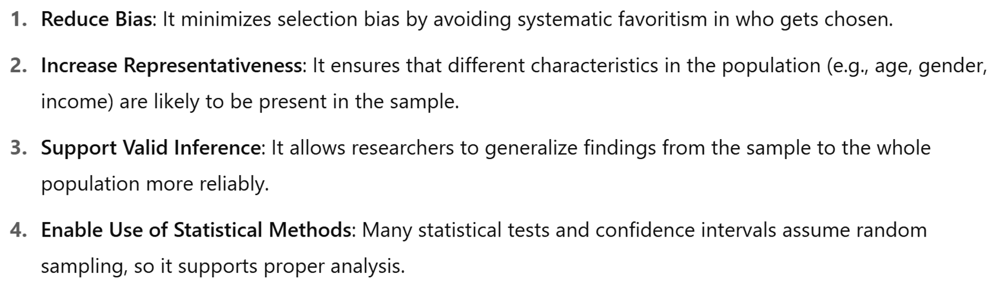 1. Reduce Bias: It minimizes selection bias by avoiding systematic favoritism in who gets chosen.
2. Increase Representativeness: It ensures that different characteristics in the population (e.g., age, gender,
income) are likely to be present in the sample.
3. Support Valid Inference: It allows researchers to generalize findings from the sample to the whole
population more reliably.
4. Enable Use of Statistical Methods: Many statistical tests and confidence intervals assume random
sampling, so it supports proper analysis.